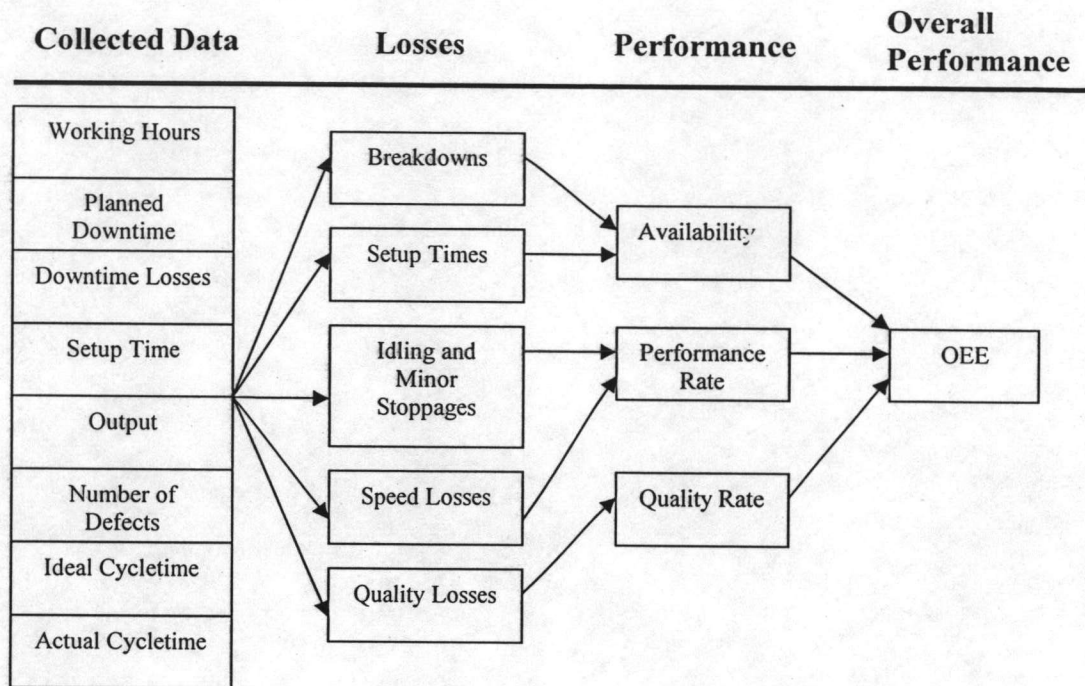 Collected Data
Losses
Performance
Overall
Performance
Working Hours
Planned
Downtime
Downtime Losses
Setup Time
Output
Number of
Defects
Ideal Cycletime
Actual Cycletime
Breakdowns
Setup Times
Idling and
Minor
Stoppages
Speed Losses
Quality Losses
Availability
Performance
Rate
Quality Rate
OEE